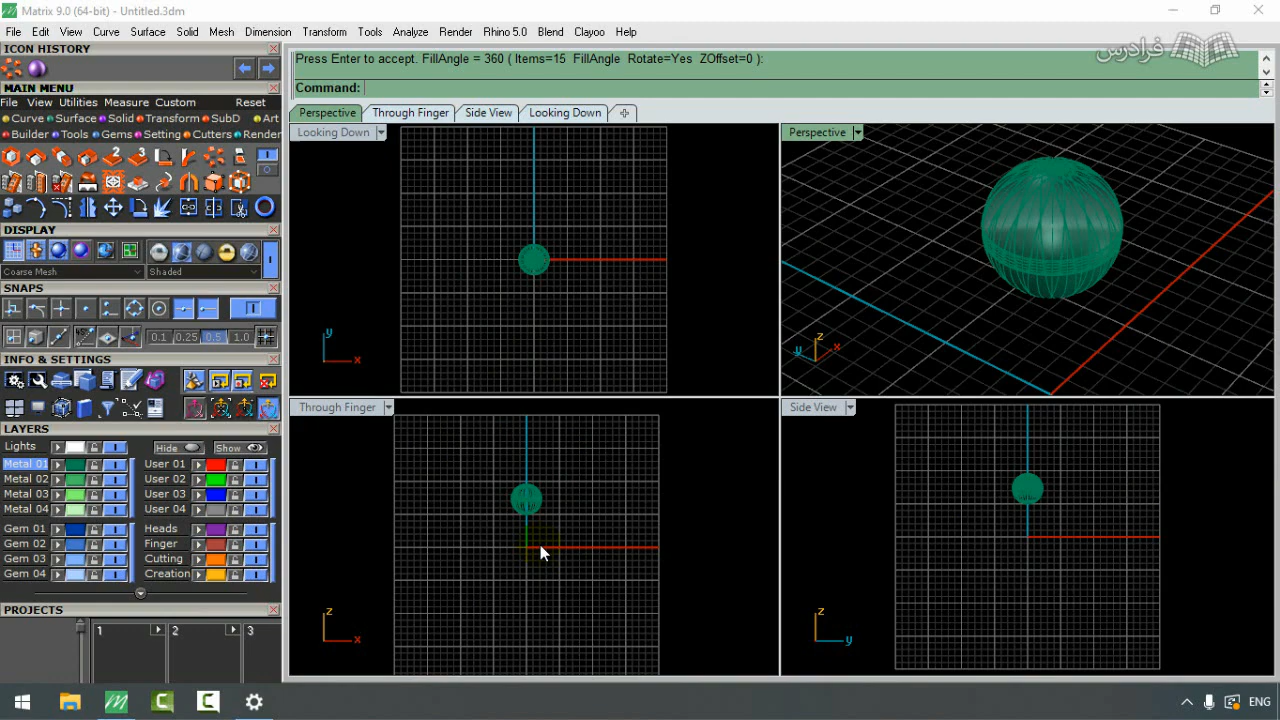 Matrix 9.0 (64-bit) - Untitled.3dm
File Edit View Curve Surface Solid Mesh Dimension Transform Tools Analyze Render Rhino 5.0 Blend Clayoo Help
فرادرس
ICON HISTORY
Press Enter to accept. FillAngle = 360 ( Items=15 FillAngle Rotate=Yes ZOffset=0 ):
Command:
MAIN MENU
File View Utilities Measure Custom Reset
Curve Surface Solid Transform SubD Art
Builder Tools Gems Setting Cutters Render
Perspective Through Finger Side View Looking Down
Looking Down
Perspective
DISPLAY
Coarse Mesh Shaded
SNAPS
0.1 0.25 0.5 1.0
INFO & SETTINGS
LAYERS
Lights Hide Show
Metal 01 User 01
Metal 02 User 02
Metal 03 User 03
Metal 04 User 04
Gem 01 Heads
Gem 02 Finger
Gem 03 Cutting
Gem 04 Creation
PROJECTS
1 2 3
y
x
z
y
x
Through Finger
Side View
z
x
z
y
ENG